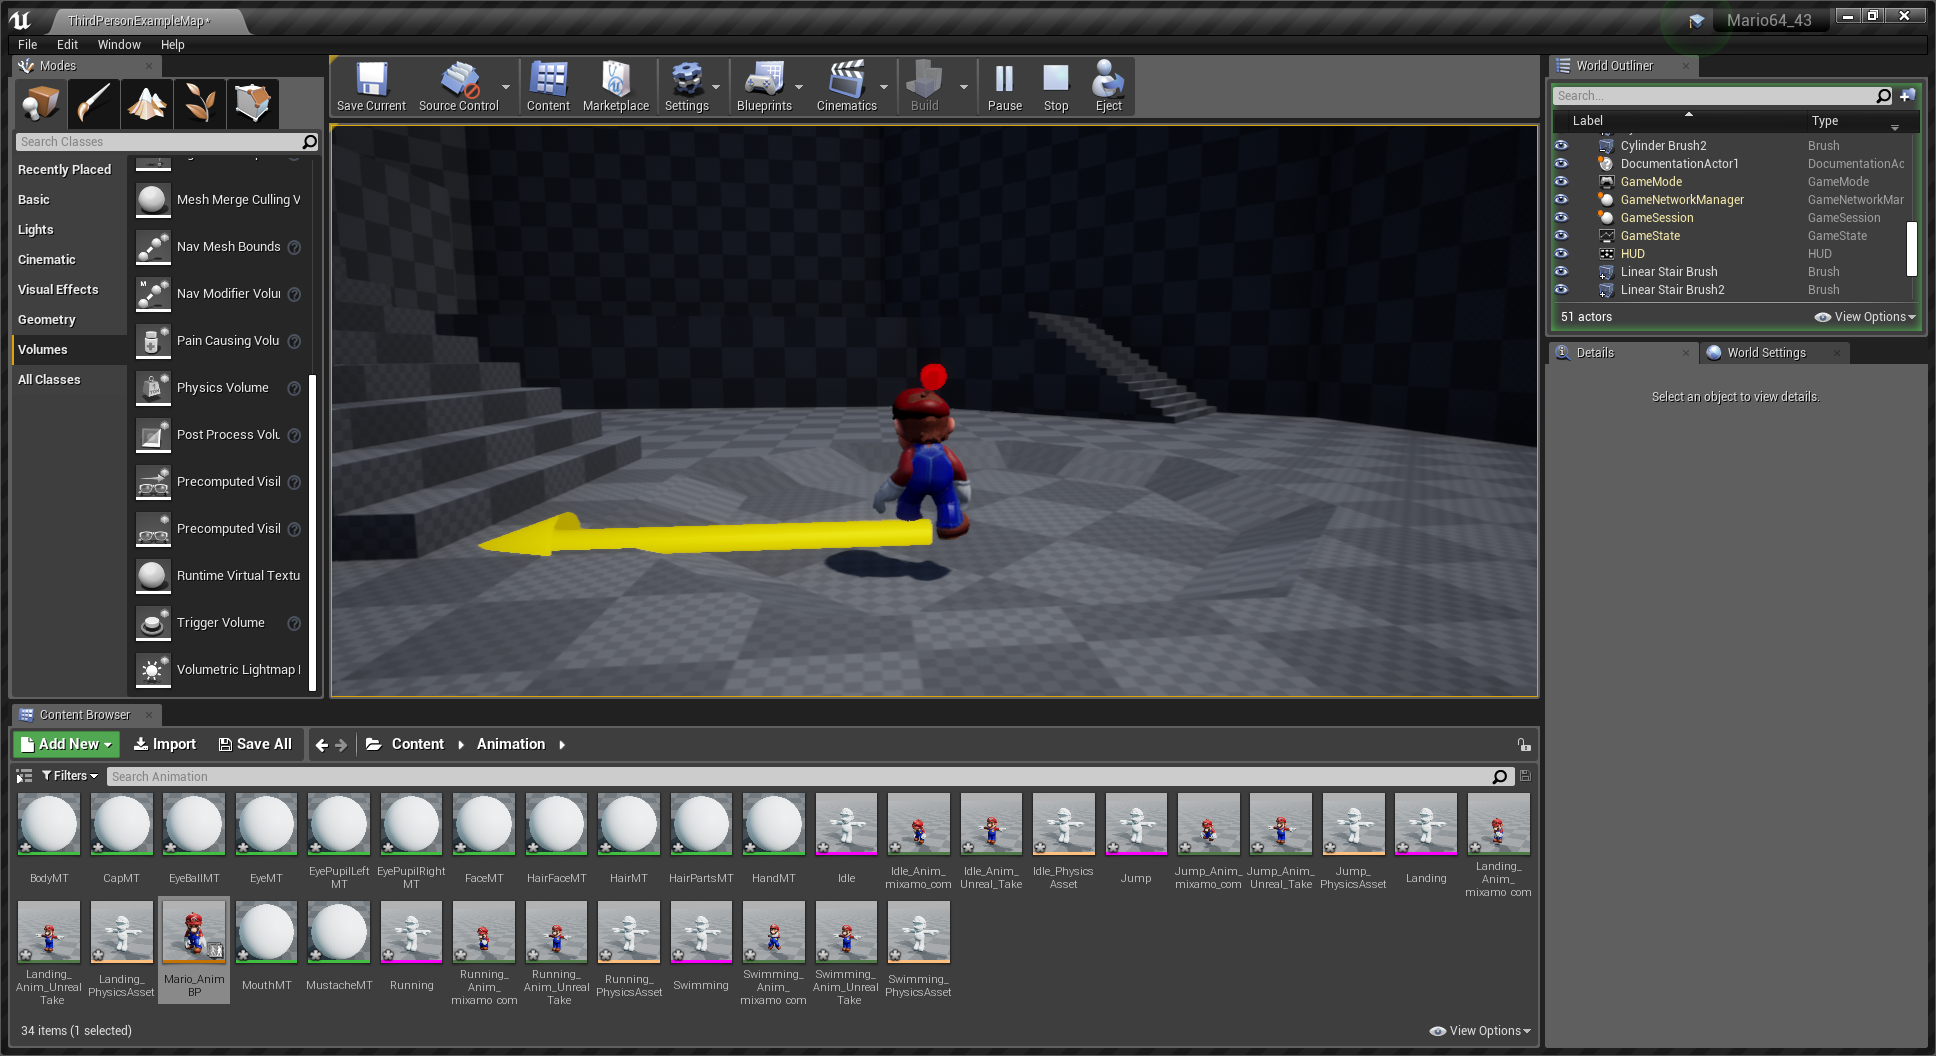 ThirdPersonExampleMap*
Mario64_43
File Edit Window Help
Modes
Search Classes
Recently Placed
Basic
Lights
Cinematic
Visual Effects
Geometry
Volumes
All Classes
Mesh Merge Culling V
Nav Mesh Bounds
Nav Modifier Volu
Pain Causing Volu
Physics Volume
Post Process Volu
Precomputed Visil
Precomputed Visil
Runtime Virtual Textu
Trigger Volume
Volumetric Lightmap I
Save Current
Source Control
Content
Marketplace
Settings
Blueprints
Cinematics
Build
Pause
Stop
Eject
World Outliner
Search...
Label Type
Cylinder Brush2 Brush
DocumentationActor1 DocumentationAc
GameMode GameMode
GameNetworkManager GameNetworkMar
GameSession GameSession
GameState GameState
HUD HUD
Linear Stair Brush Brush
Linear Stair Brush2 Brush
51 actors
View Options
Details
World Settings
Select an object to view details.
Content Browser
Add New
Import
Save All
Content
Animation
Filters
Search Animation
BodyMT
CapMT
EyeBallMT
EyeMT
EyePupilLeft
MT
EyePupilRight
MT
FaceMT
HairFaceMT
HairMT
HairPartsMT
HandMT
Idle
Idle_Anim_
mixamo_com
Idle_Anim_
Unreal_Take
Idle_Physics
Asset
Jump
Jump_Anim_
mixamo_com
Jump_Anim_
Unreal_Take
Jump_
PhysicsAsset
Landing
Landing_
Anim_
mixamo_com
Landing_
Anim_Unreal
Take
Landing_
PhysicsAsset
Mario_Anim
BP
MouthMT
MustacheMT
Running
Running_
Anim_
mixamo_com
Running_
Anim_Unreal
Take
Running_
PhysicsAsset
Swimming
Swimming_
Anim_
mixamo_com
Swimming_
Anim_Unreal
Take
Swimming_
PhysicsAsset
34 items (1 selected)
View Options